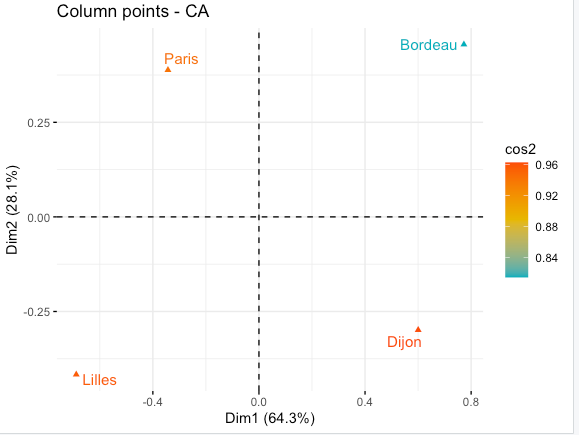 Column points - CA
Paris
Bordeau
0.25
0.00
-0.25
Dijon
Lilles
-0.4
0.0
0.4
0.8
Dim1 (64.3%)
Dim2 (28.1%)
cos2
0.96
0.92
0.88
0.84